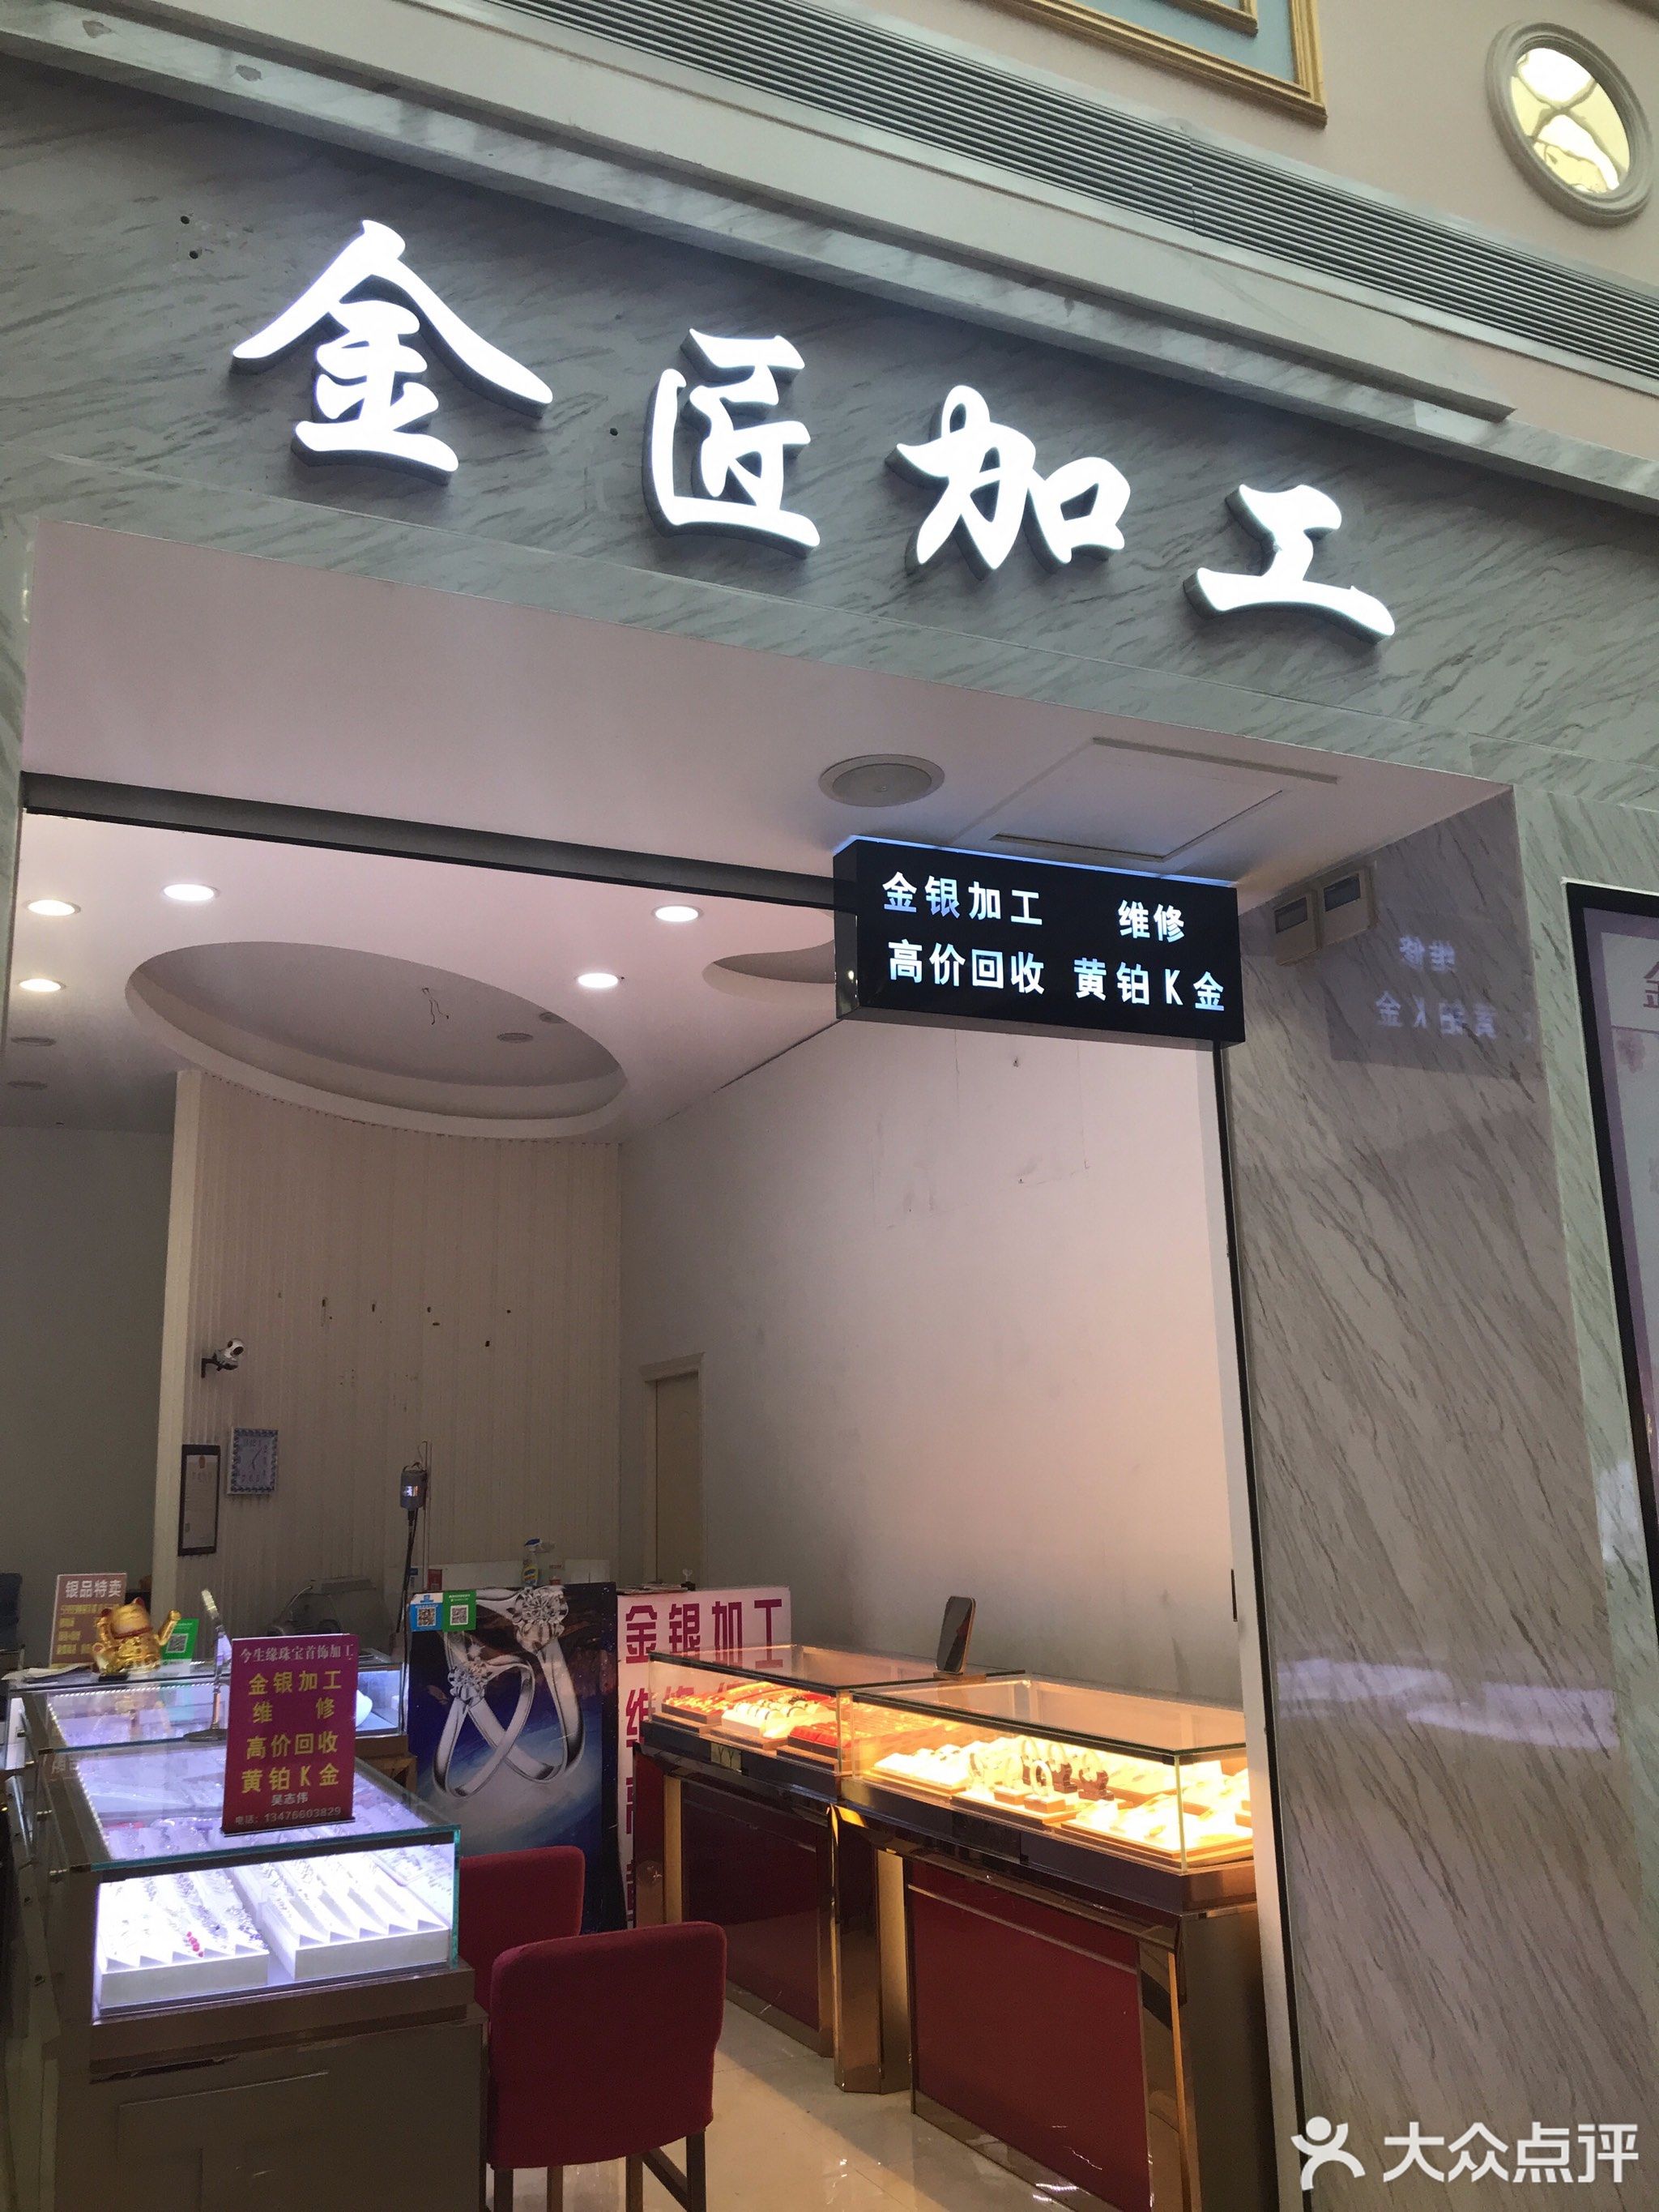 金匠加工
金银加工 维修
高价回收 黄铂K金
银品特卖
今生缘珠宝首饰加工
金银加工
维 修
高价回收
黄铂K金
吴志伟
电话：13476603829
金银加工
大众点评